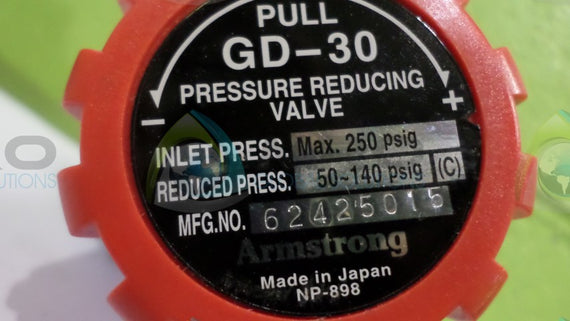 PULL
GD-30
PRESSURE REDUCING
VALVE
- +
INLET PRESS. Max. 250 psig
REDUCED PRESS. 50~140 psig (C)
MFG.NO. 62425015
Armstrong
Made in Japan
NP-898